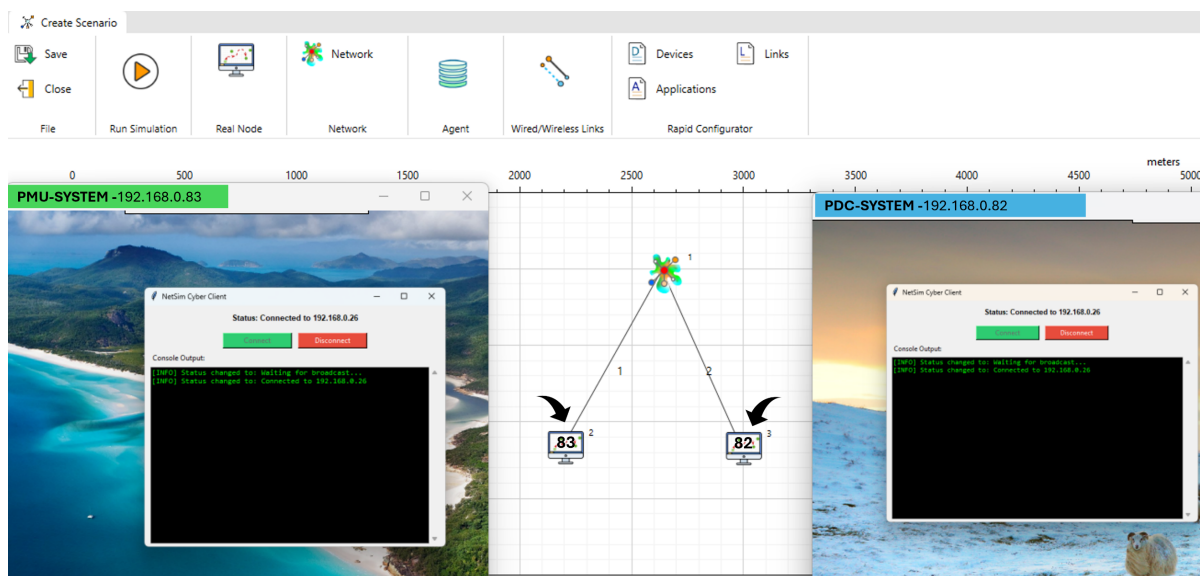 Create Scenario
Save
Close
File
Run Simulation
Real Node
Network
Network
Agent
Wired/Wireless Links
Devices
Links
Applications
Rapid Configurator
meters
0 500 1000 1500 2000 2500 3000 3500 4000 4500 5000
PMU-SYSTEM -192.168.0.83
NetSim Cyber Client
Status: Connected to 192.168.0.26
Connect Disconnect
Console Output:
[INFO] Status changed to: Waiting for broadcast...
[INFO] Status changed to: Connected to 192.168.0.26
1
1
2
83
2
82
3
PDC-SYSTEM -192.168.0.82
NetSim Cyber Client
Status: Connected to 192.168.0.26
Connect Disconnect
Console Output:
[INFO] Status changed to: Waiting for broadcast...
[INFO] Status changed to: Connected to 192.168.0.26